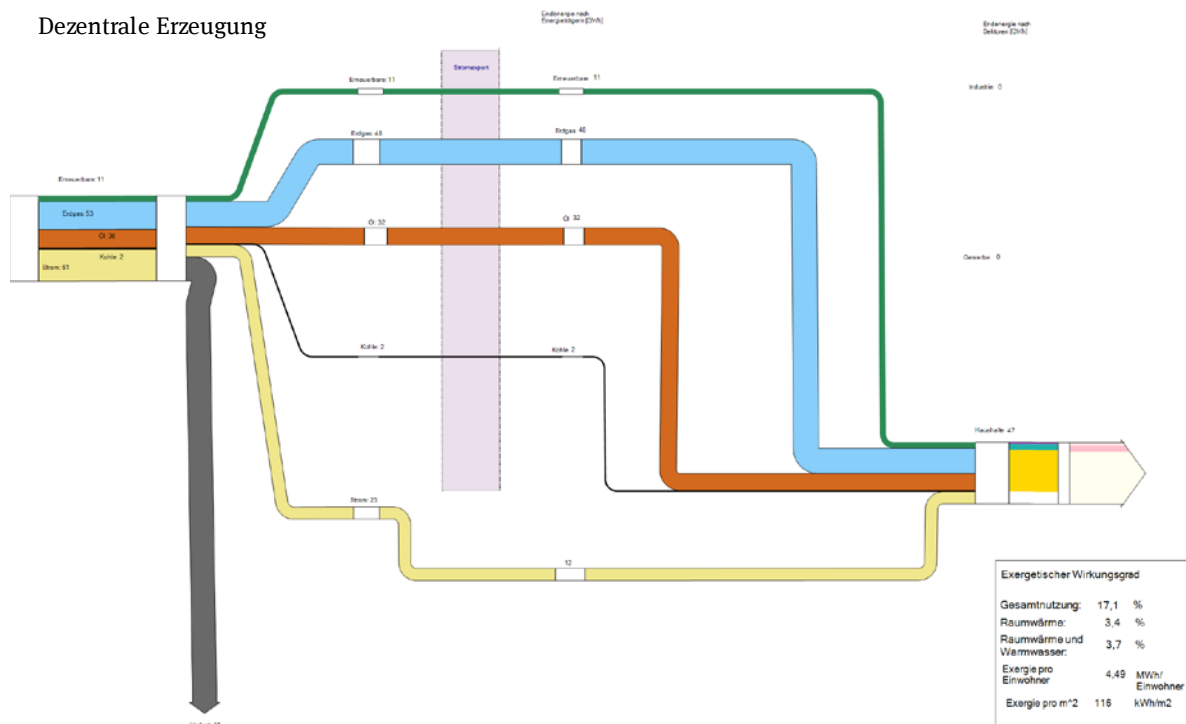 Dezentrale Erzeugung
Endenergie nach
Energieträgern [GWh]
Endenergie nach
Sektoren [GWh]
Stromexport
Erneuerbare: 11
Erneuerbare 11
Industrie 0
Erdgas: 48
Erdgas 48
Erneuerbare: 11
Erdgas: 53
Öl: 36
Kohle: 2
Strom: 61
Öl: 32
Öl 32
Gewerbe 0
Kohle: 2
Kohle 2
Haushalte 47
Strom: 23
12
Exergetischer Wirkungsgrad
Gesamtnutzung: 17,1 %
Raumwärme: 3,4 %
Raumwärme und
Warmwasser: 3,7 %
Exergie pro
Einwohner 4,49 MWh/
Einwohner
Exergie pro m^2 116 kWh/m2